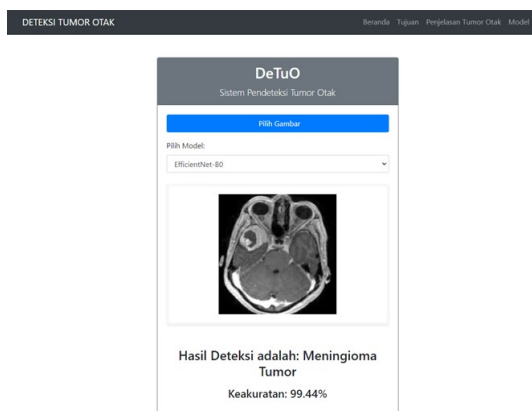 DETEKSI TUMOR OTAK
Beranda Tujuan Penjelasan Tumor Otak Model
DeTuO
Sistem Pendeteksi Tumor Otak
Pilih Gambar
Pilih Model:
EfficientNet-B0
Hasil Deteksi adalah: Meningioma
Tumor
Keakuratan: 99.44%